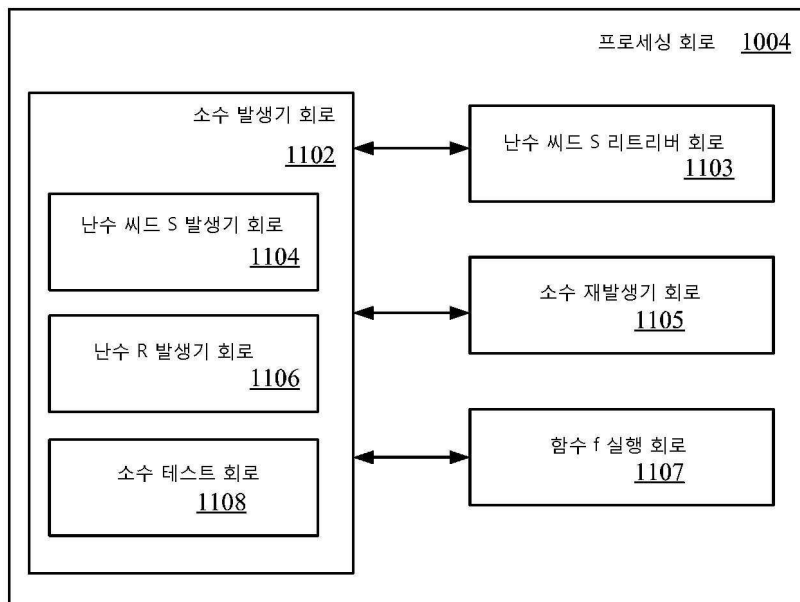 프로세싱 회로 1004
소수 발생기 회로
1102
난수 씨드 S 발생기 회로
1104
난수 R 발생기 회로
1106
소수 테스트 회로
1108
난수 씨드 S 리트리버 회로
1103
소수 재발생기 회로
1105
함수 f 실행 회로
1107